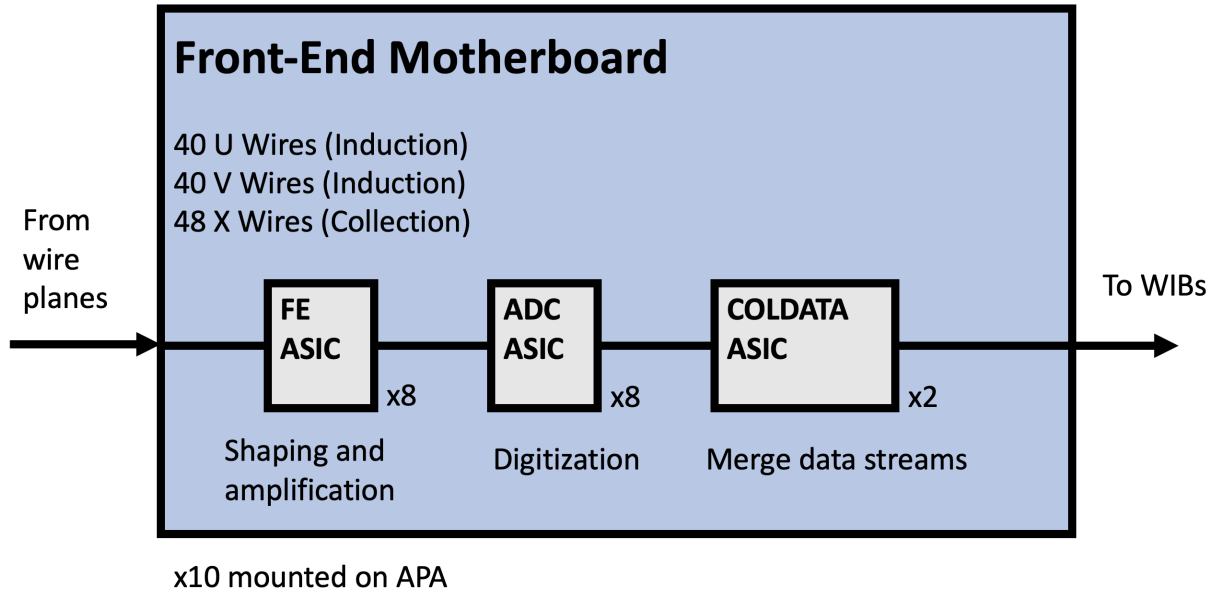 Front-End Motherboard
40 U Wires (Induction)
40 V Wires (Induction)
48 X Wires (Collection)
From
wire
planes
To WIBs
FE
ASIC
x8
ADC
ASIC
x8
COLDATA
ASIC
x2
Shaping and
amplification
Digitization
Merge data streams
x10 mounted on APA